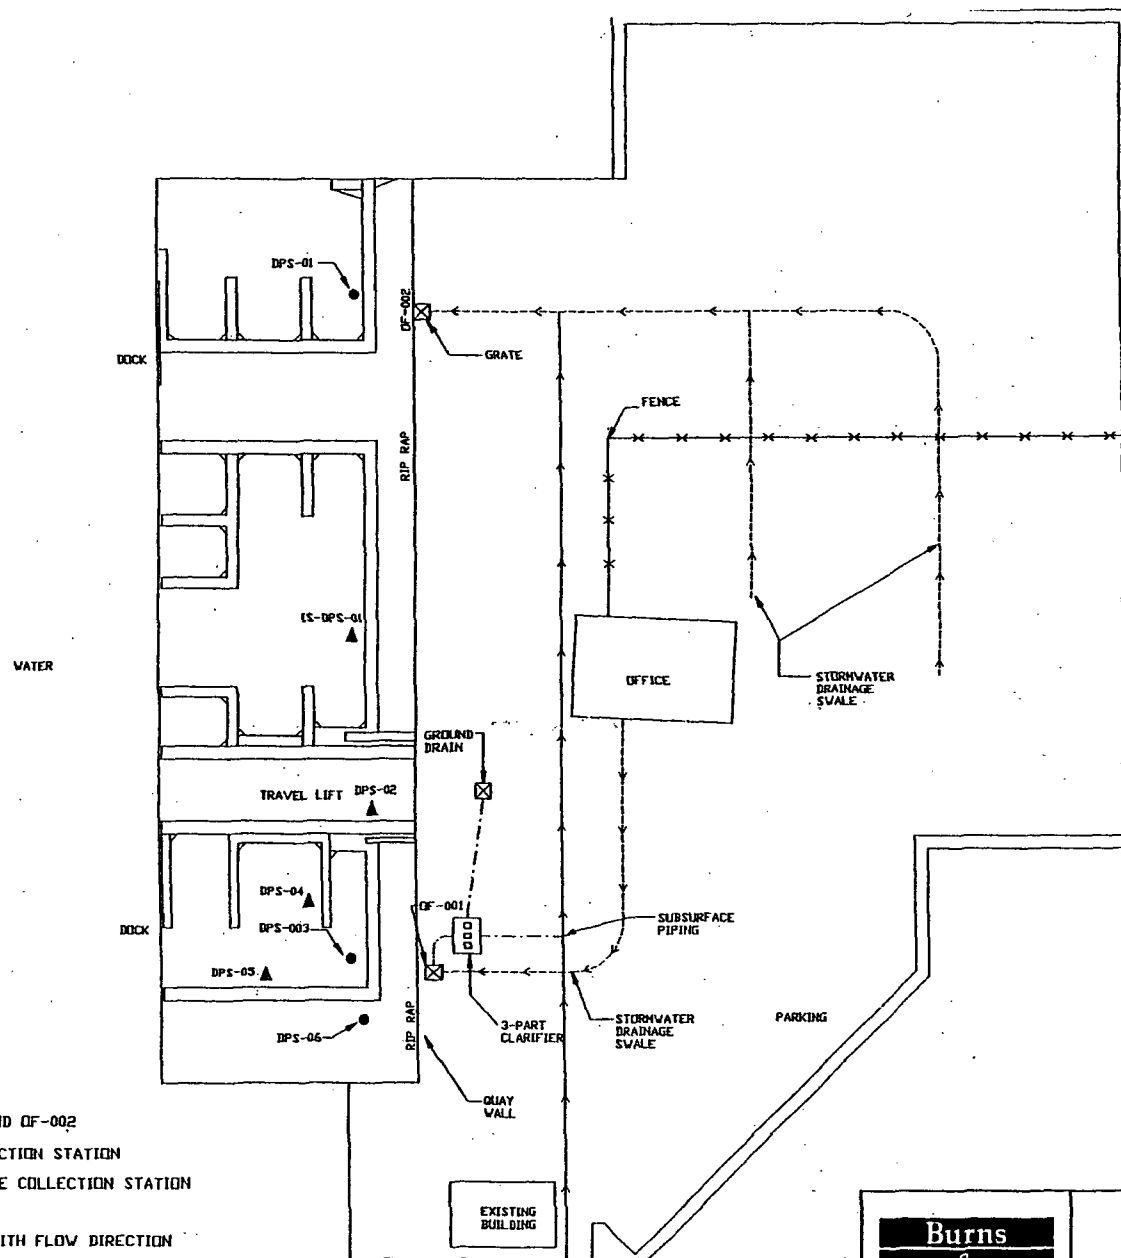 DPS-01
OF-002
GRATE
DOCK
FENCE
RIP RAP
DPS-01
WATER
OFFICE
STORMWATER
DRAINAGE
SWALE
GROUND
DRAIN
TRAVEL LIFT
DPS-02
DPS-04
OF-001
DPS-003
DOCK
SUBSURFACE
PIPING
DPS-05
RIP RAP
DPS-06
3-PART
CLARIFIER
STORMWATER
DRAINAGE
SWALE
PARKING
QUAY
WALL
OF-002
CTION STATION
E COLLECTION STATION
ITH FLOW DIRECTION
EXISTING
BUILDING
Burns